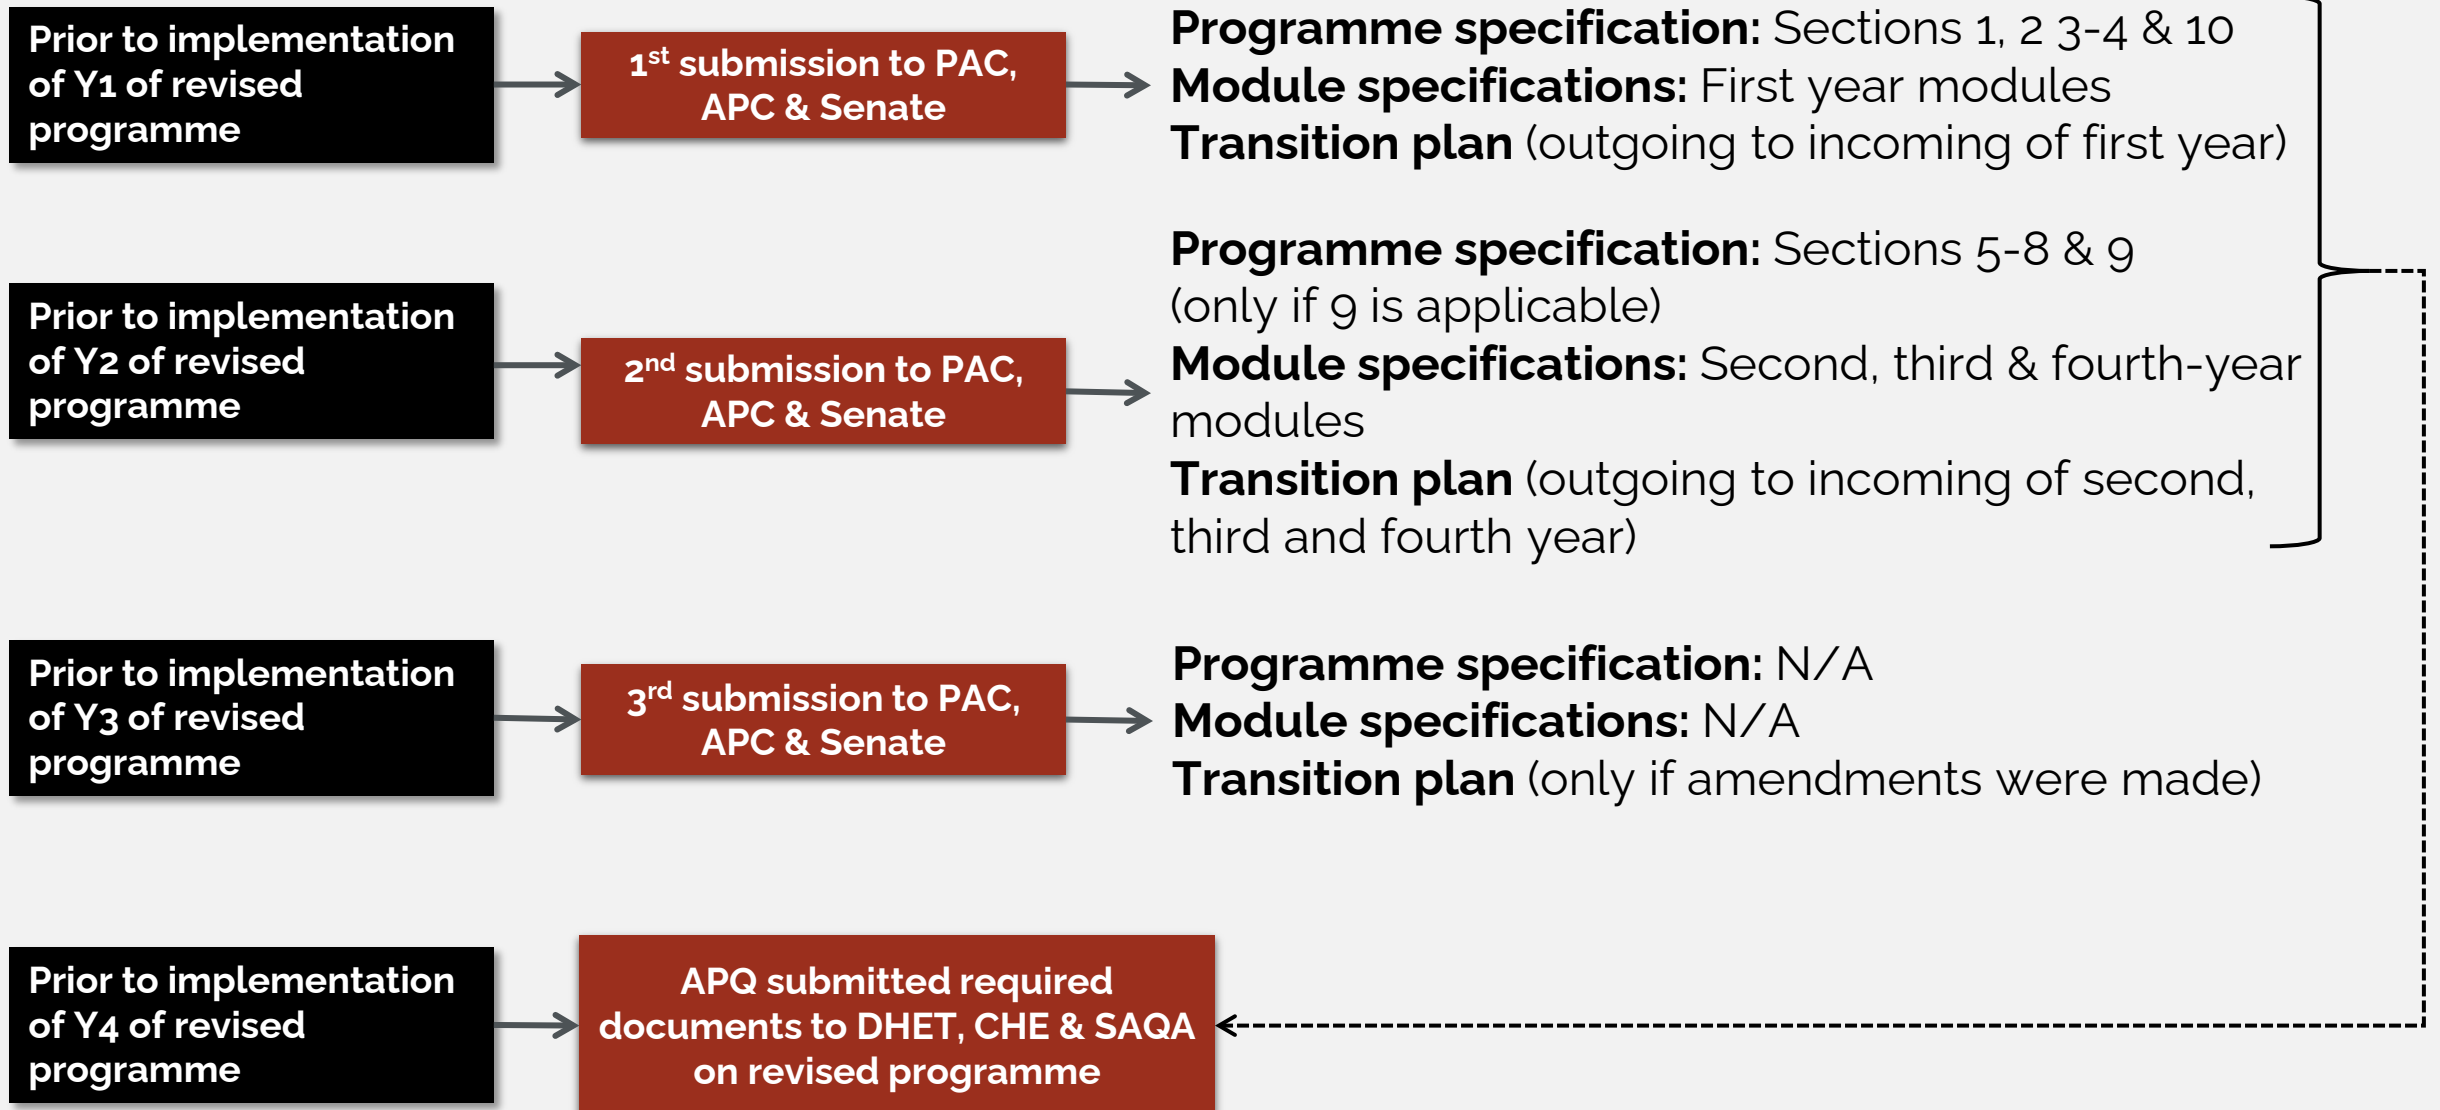 Prior to implementation
of Y1 of revised
programme
1st submission to PAC,
APC & Senate
Programme specification: Sections 1, 2 3-4 & 10
Module specifications: First year modules
Transition plan (outgoing to incoming of first year)
Prior to implementation
of Y2 of revised
programme
2nd submission to PAC,
APC & Senate
Programme specification: Sections 5-8 & 9
(only if 9 is applicable)
Module specifications: Second, third & fourth-year
modules
Transition plan (outgoing to incoming of second,
third and fourth year)
Prior to implementation
of Y3 of revised
programme
3rd submission to PAC,
APC & Senate
Programme specification: N/A
Module specifications: N/A
Transition plan (only if amendments were made)
Prior to implementation
of Y4 of revised
programme
APQ submitted required
documents to DHET, CHE & SAQA
on revised programme